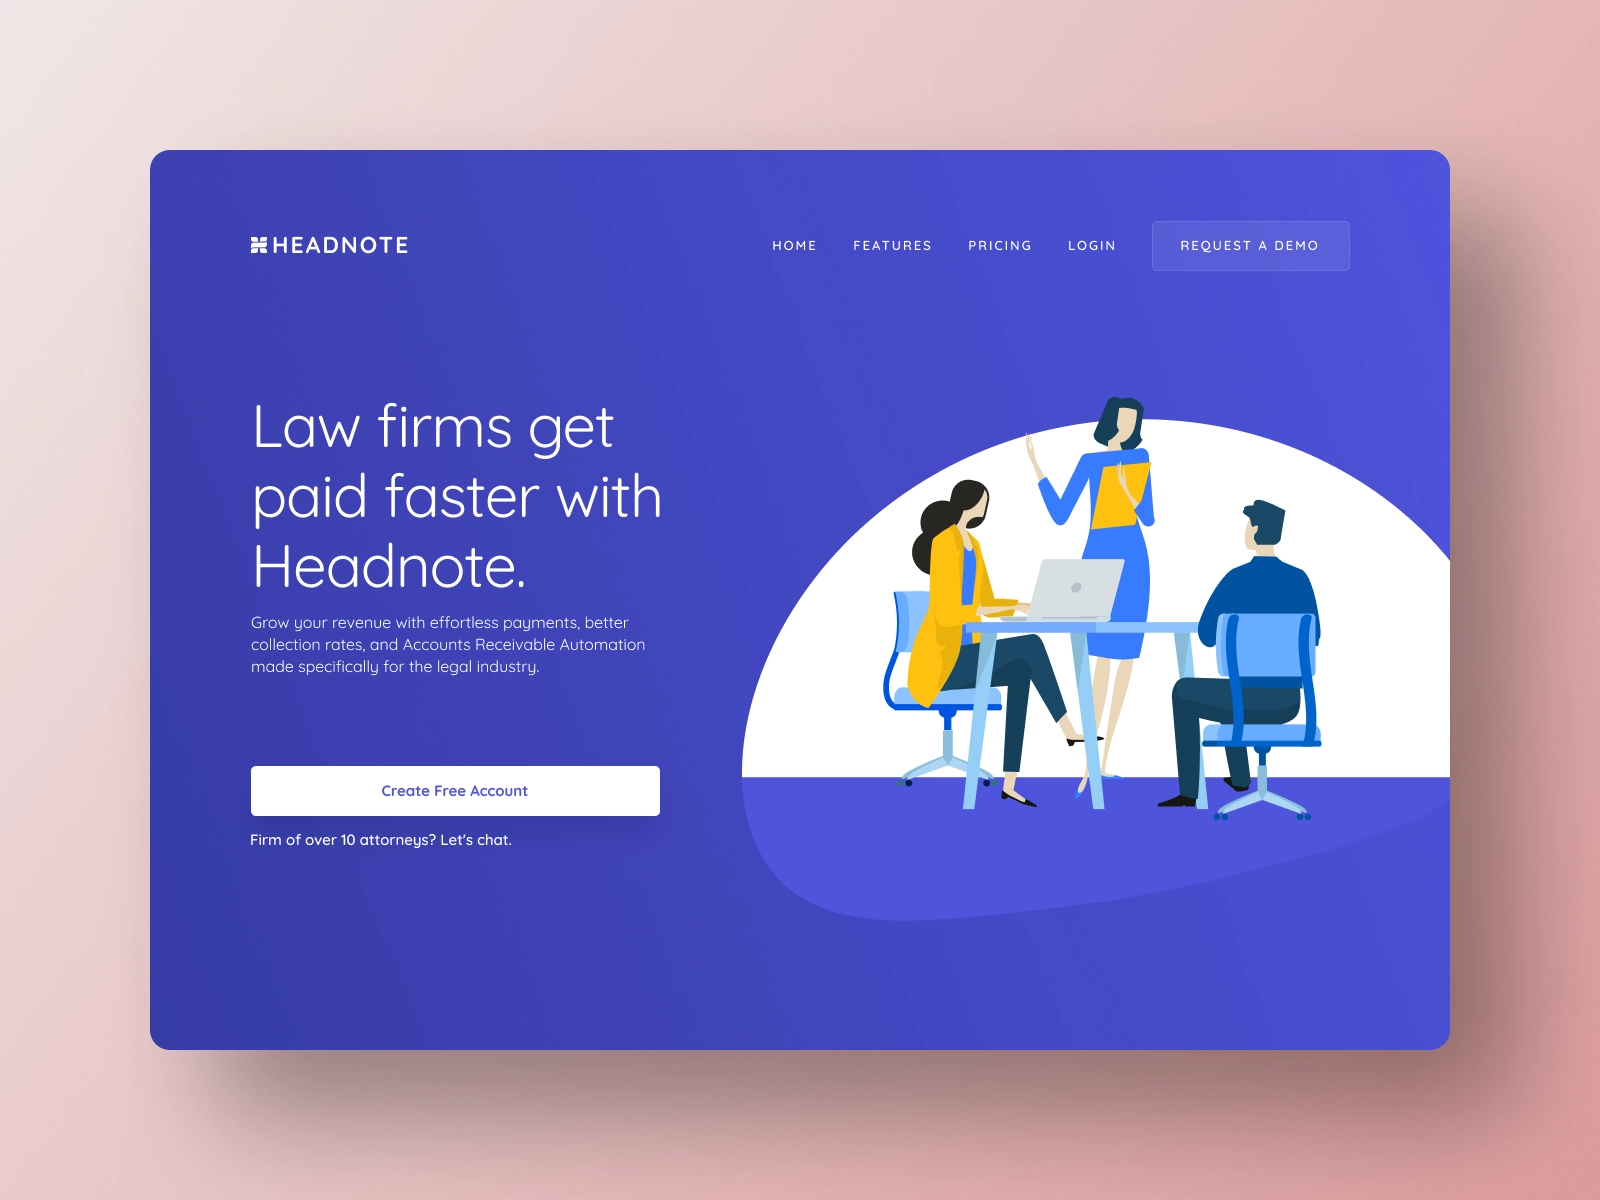 HEADNOTE
HOME FEATURES PRICING LOGIN REQUEST A DEMO
Law firms get
paid faster with
Headnote.
Grow your revenue with effortless payments, better
collection rates, and Accounts Receivable Automation
made specifically for the legal industry.
Create Free Account
Firm of over 10 attorneys? Let's chat.